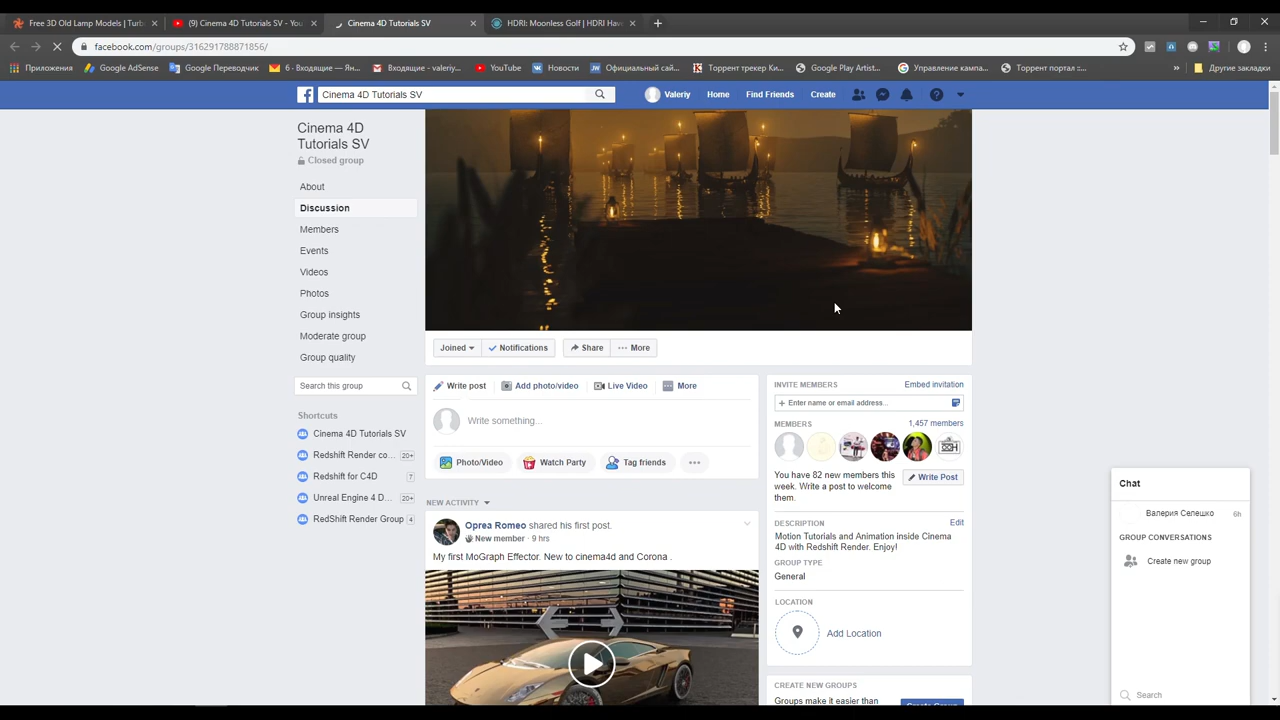 Free 3D Old Lamp Models | Turb
(9) Cinema 4D Tutorials SV - You
Cinema 4D Tutorials SV
HDRI: Moonless Golf | HDRI Hav
facebook.com/groups/316291788871856/
Приложения
Google AdSense
Google Переводчик
6 · Входящие — Ян...
Входящие - valeriy...
YouTube
Новости
Официальный сай...
Торрент трекер Ки...
Google Play Artist...
Управление кампа...
Торрент портал ::...
»
Другие закладки
Cinema 4D Tutorials SV
Valeriy
Home
Find Friends
Create
Cinema 4D
Tutorials SV
Closed group
About
Discussion
Members
Events
Videos
Photos
Group insights
Moderate group
Group quality
Search this group
Shortcuts
Cinema 4D Tutorials SV
Redshift Render co... 20+
Redshift for C4D 7
Unreal Engine 4 D... 20+
RedShift Render Group 4
Joined
Notifications
Share
More
Write post
Add photo/video
Live Video
More
Write something...
Photo/Video
Watch Party
Tag friends
NEW ACTIVITY
Oprea Romeo shared his first post.
New member · 9 hrs
My first MoGraph Effector. New to cinema4d and Corona .
INVITE MEMBERS
Embed invitation
+ Enter name or email address...
MEMBERS
1,457 members
You have 82 new members this
week. Write a post to welcome
them.
Write Post
DESCRIPTION
Edit
Motion Tutorials and Animation inside Cinema
4D with Redshift Render. Enjoy!
GROUP TYPE
General
LOCATION
Add Location
CREATE NEW GROUPS
Groups make it easier than
Create Group
Chat
Валерия Селешко 6h
GROUP CONVERSATIONS
Create new group
Search